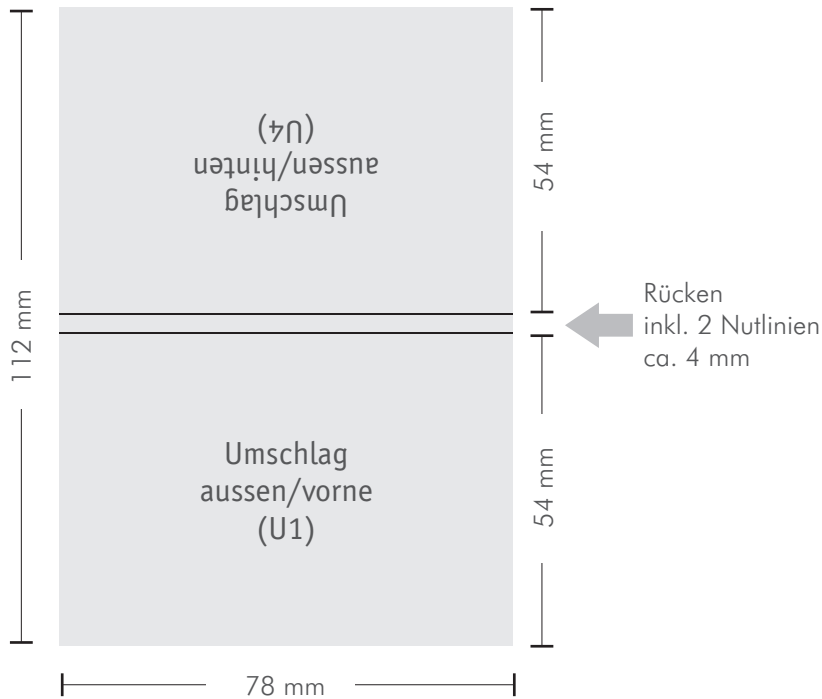 Umschlag
aussen/hinten
(U4)
54 mm
112 mm
Rücken
inkl. 2 Nutlinien
ca. 4 mm
Umschlag
aussen/vorne
(U1)
54 mm
78 mm